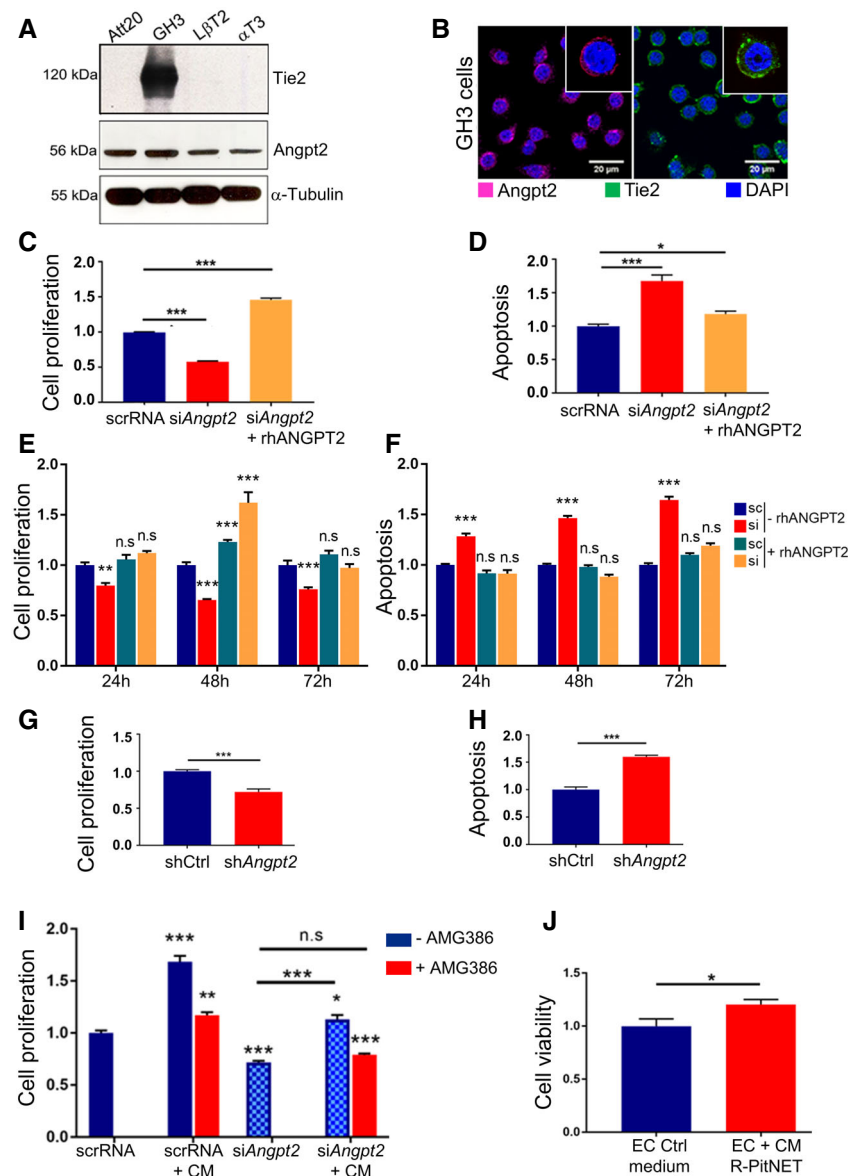 A
Att20 GH3 LβT2 αT3
120 kDa Tie2
56 kDa Angpt2
55 kDa α-Tubulin
B
GH3 cells
20 µm 20 µm
Angpt2 Tie2 DAPI
C
Cell proliferation
2.0
1.5
1.0
0.5
0.0
***
***
scrRNA siAngpt2 siAngpt2
+ rhANGPT2
D
Apoptosis
2.0
1.5
1.0
0.5
0.0
*
***
scrRNA siAngpt2 siAngpt2
+ rhANGPT2
E
Cell proliferation
2.0
1.5
1.0
0.5
0.0
** n.s n.s
*** *** ***
*** n.s n.s
24h 48h 72h
F
Apoptosis
2.0
1.5
1.0
0.5
0.0
*** n.s n.s
*** n.s n.s
*** n.s n.s
24h 48h 72h
sc
si
- rhANGPT2
sc
si
+ rhANGPT2
G
Cell proliferation
1.5
1.0
0.5
0.0
***
shCtrl shAngpt2
H
Apoptosis
2.0
1.5
1.0
0.5
0.0
***
shCtrl shAngpt2
I
Cell proliferation
2.0
1.5
1.0
0.5
0.0
n.s
***
*** ** *** * ***
- AMG386
+ AMG386
scrRNA scrRNA siAngpt2 siAngpt2
+ CM + CM
J
Cell viability
1.5
1.0
0.5
0.0
*
EC Ctrl EC + CM
medium R-PitNET